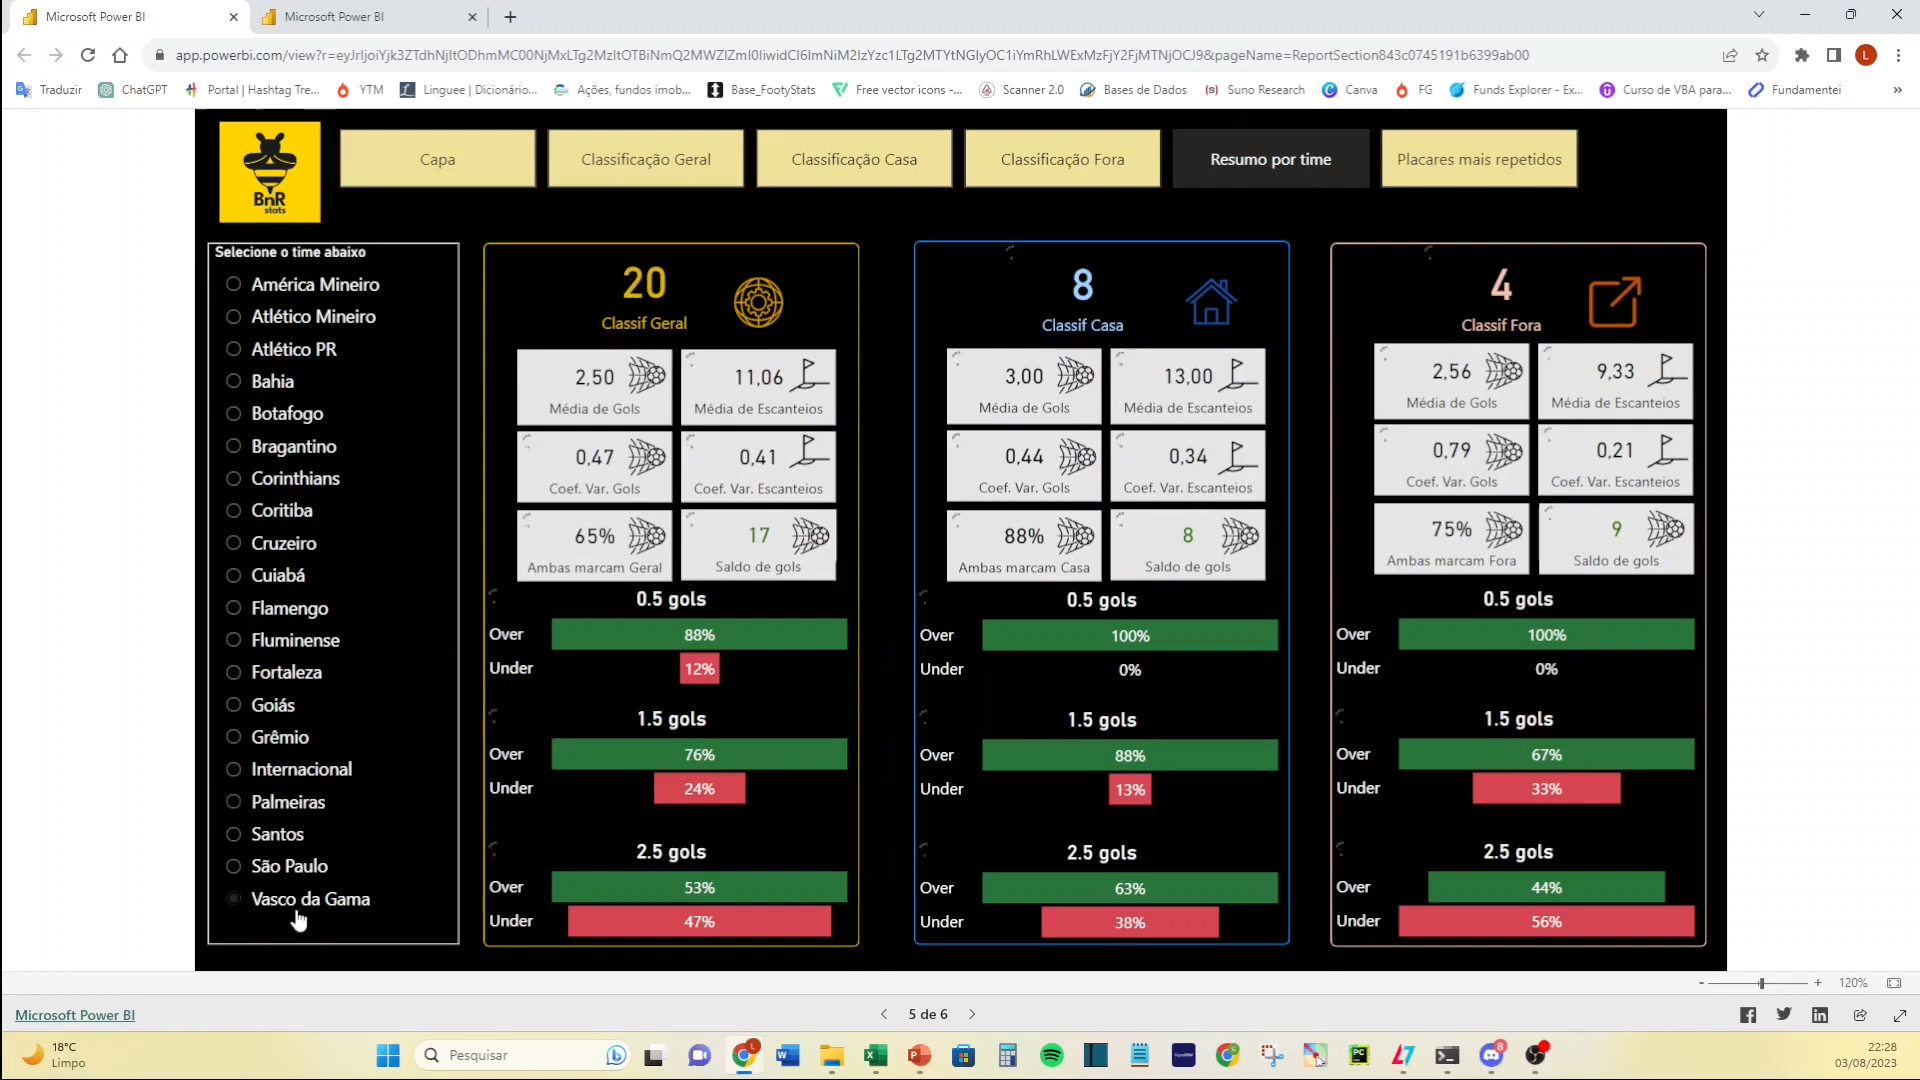 Microsoft Power BI
Microsoft Power BI
app.powerbi.com/view?r=eyJrIjoiYjk3ZTdhNjItODhmMC00NjMxLTg2MzItOTBiNmQ2MWZlZmI0IiwidCI6ImNiM2IzYzc1LTg2MTYtNGIyOC1iYmRhLWExMzFjY2FjMTNjOCJ9&pageName=ReportSection843c0745191b6399ab00
Traduzir
ChatGPT
Portal | Hashtag Tre...
YTM
Linguee | Dicionário...
Ações, fundos imob...
Base_FootyStats
Free vector icons -...
Scanner 2.0
Bases de Dados
Suno Research
Canva
FG
Funds Explorer - Ex...
Curso de VBA para...
Fundamentei
BnR
stats
Capa
Classificação Geral
Classificação Casa
Classificação Fora
Resumo por time
Placares mais repetidos
Selecione o time abaixo
América Mineiro
Atlético Mineiro
Atlético PR
Bahia
Botafogo
Bragantino
Corinthians
Coritiba
Cruzeiro
Cuiabá
Flamengo
Fluminense
Fortaleza
Goiás
Grêmio
Internacional
Palmeiras
Santos
São Paulo
Vasco da Gama
20
Classif Geral
2,50
Média de Gols
11,06
Média de Escanteios
0,47
Coef. Var. Gols
0,41
Coef. Var. Escanteios
65%
Ambas marcam Geral
17
Saldo de gols
0.5 gols
Over 88%
Under 12%
1.5 gols
Over 76%
Under 24%
2.5 gols
Over 53%
Under 47%
8
Classif Casa
3,00
Média de Gols
13,00
Média de Escanteios
0,44
Coef. Var. Gols
0,34
Coef. Var. Escanteios
88%
Ambas marcam Casa
8
Saldo de gols
0.5 gols
Over 100%
Under 0%
1.5 gols
Over 88%
Under 13%
2.5 gols
Over 63%
Under 38%
4
Classif Fora
2,56
Média de Gols
9,33
Média de Escanteios
0,79
Coef. Var. Gols
0,21
Coef. Var. Escanteios
75%
Ambas marcam Fora
9
Saldo de gols
0.5 gols
Over 100%
Under 0%
1.5 gols
Over 67%
Under 33%
2.5 gols
Over 44%
Under 56%
120%
Microsoft Power BI
5 de 6
18°C
Limpo
Pesquisar
22:28
03/08/2023